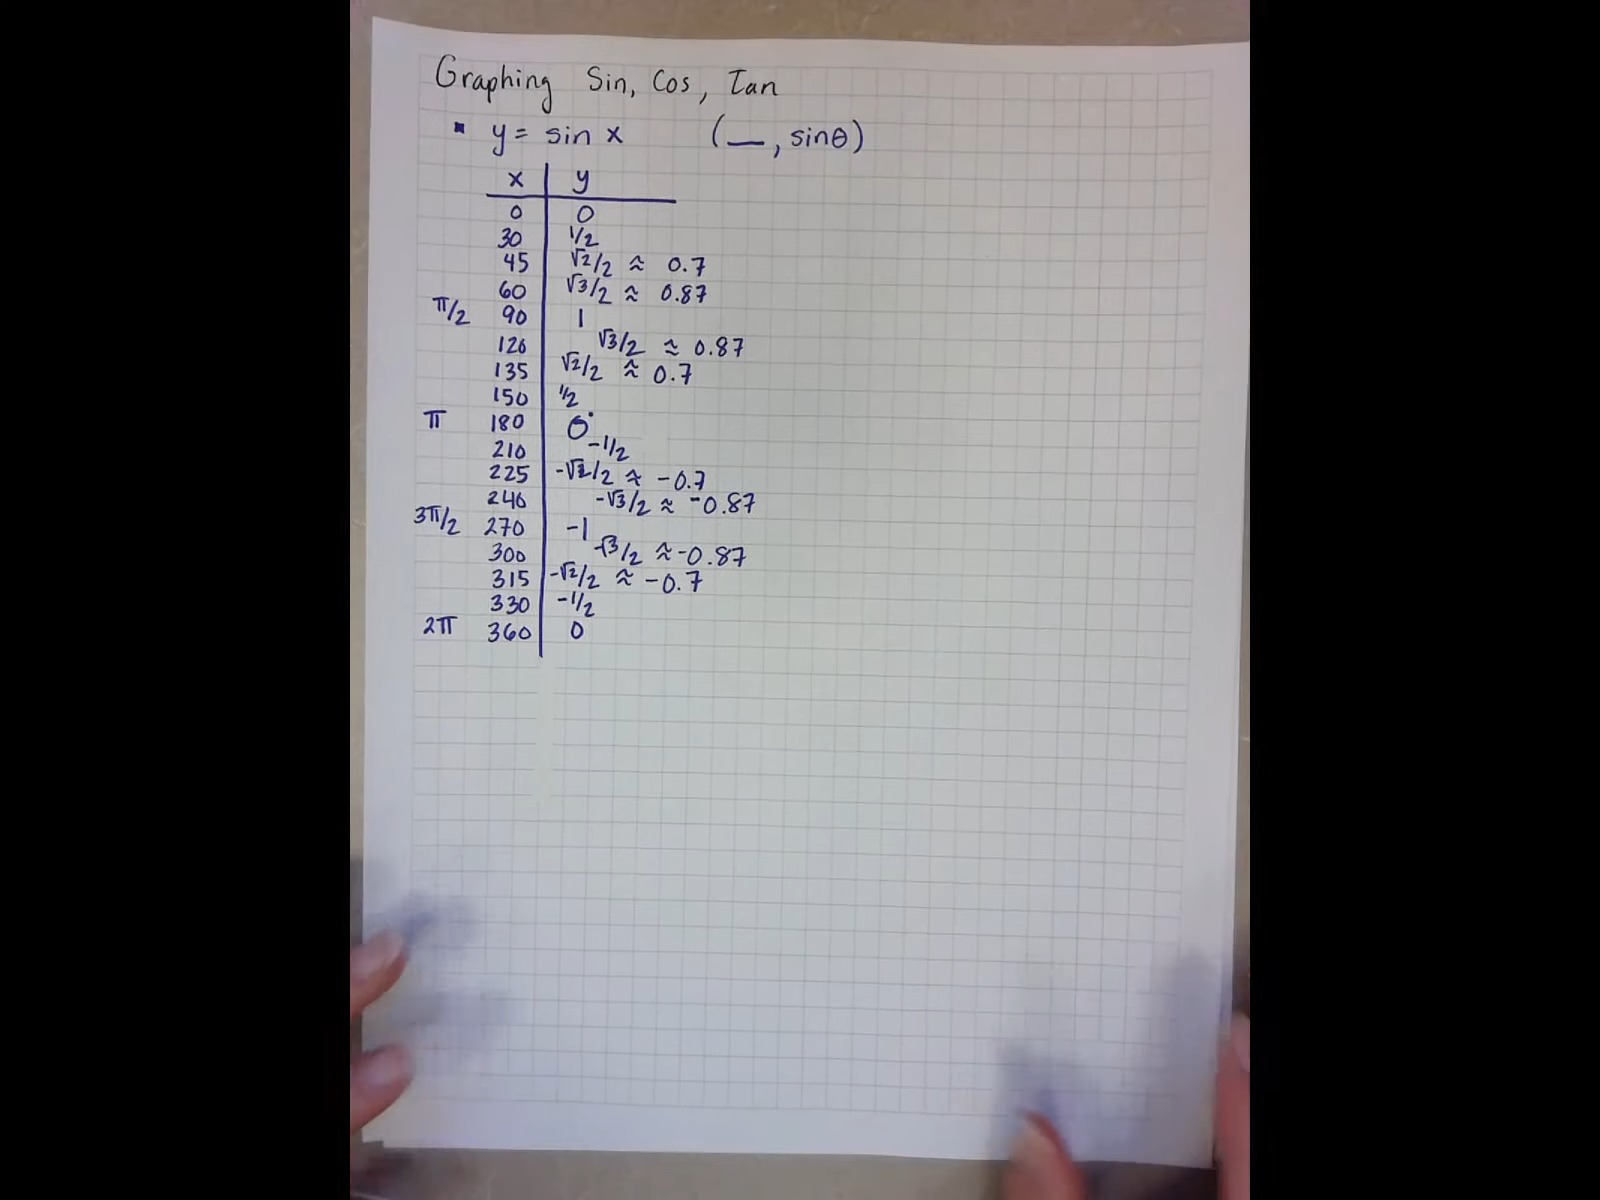 Graphing Sin, Cos, Tan
▪ y = sin x (__, sinθ)
x y
0 0
30 1/2
45 √2/2 ≈ 0.7
60 √3/2 ≈ 0.87
π/2 90 1
120 √3/2 ≈ 0.87
135 √2/2 ≈ 0.7
150 1/2
π 180 0
210 -1/2
225 -√2/2 ≈ -0.7
240 -√3/2 ≈ -0.87
3π/2 270 -1
300 -√3/2 ≈ -0.87
315 -√2/2 ≈ -0.7
330 -1/2
2π 360 0